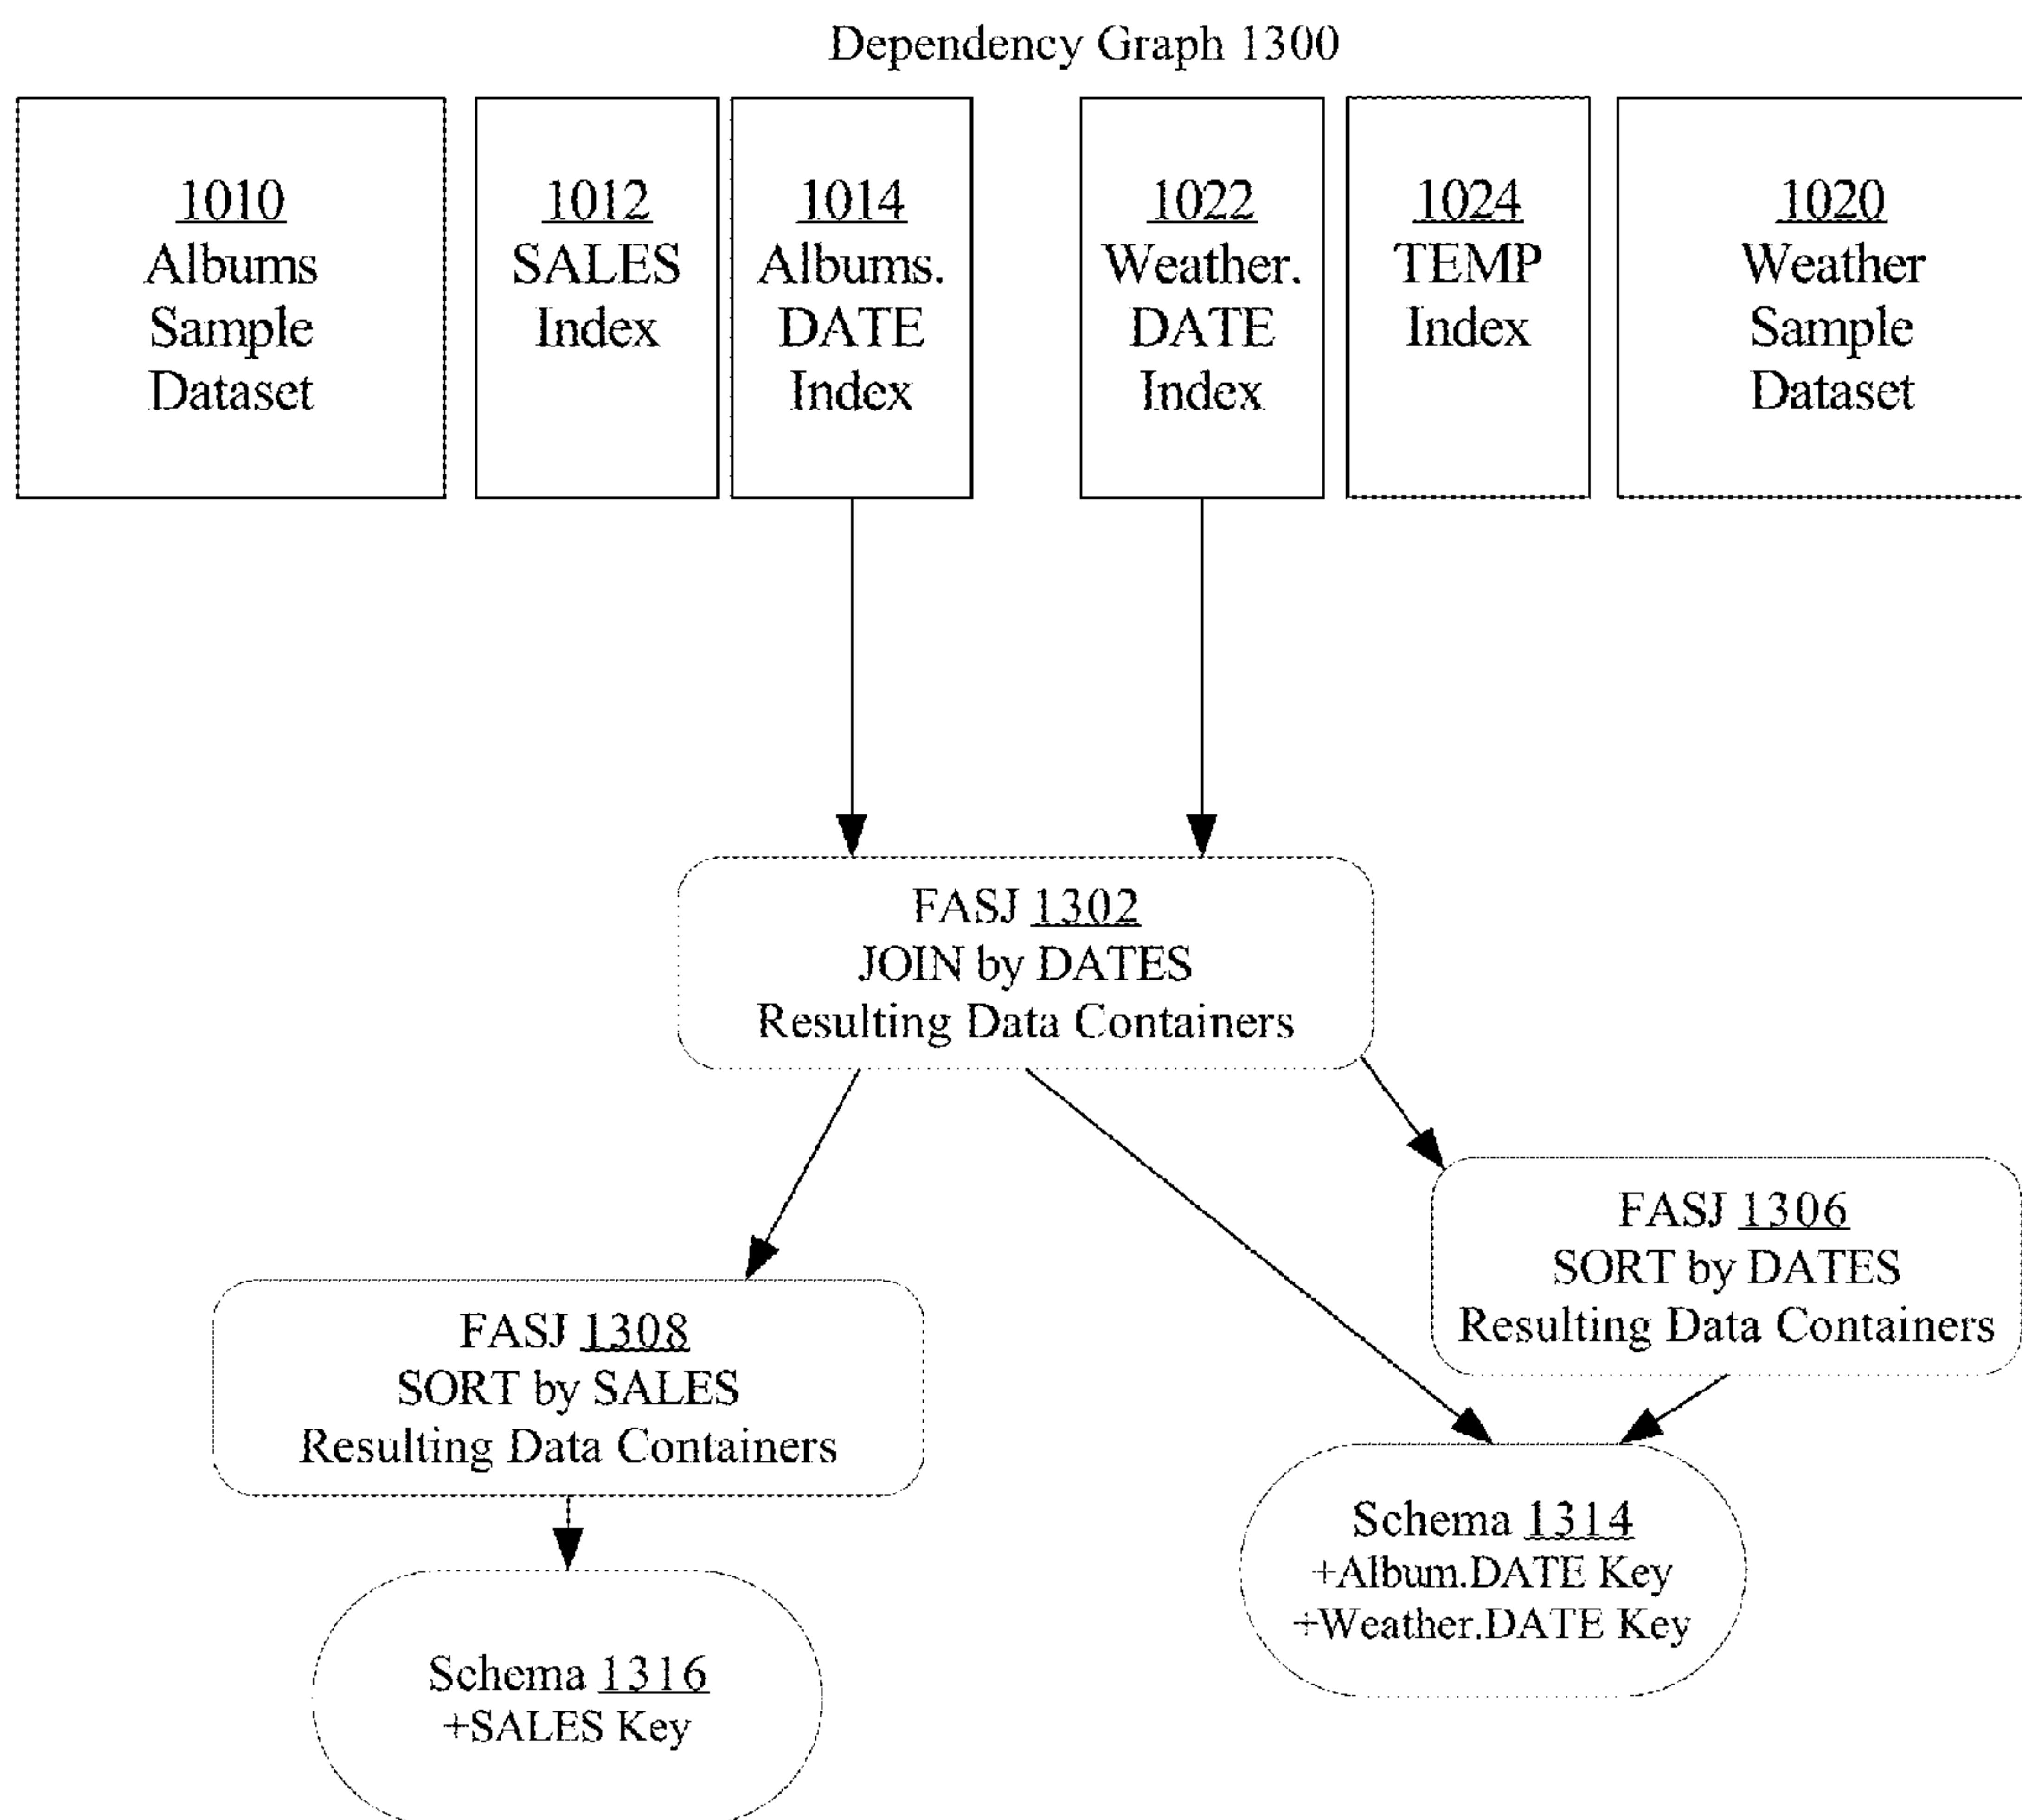 Dependency Graph 1300
1010
Albums
Sample
Dataset
1012
SALES
Index
1014
Albums.
DATE
Index
1022
Weather.
DATE
Index
1024
TEMP
Index
1020
Weather
Sample
Dataset
FASJ 1302
JOIN by DATES
Resulting Data Containers
FASJ 1306
SORT by DATES
Resulting Data Containers
FASJ 1308
SORT by SALES
Resulting Data Containers
Schema 1314
+Album.DATE Key
+Weather.DATE Key
Schema 1316
+SALES Key